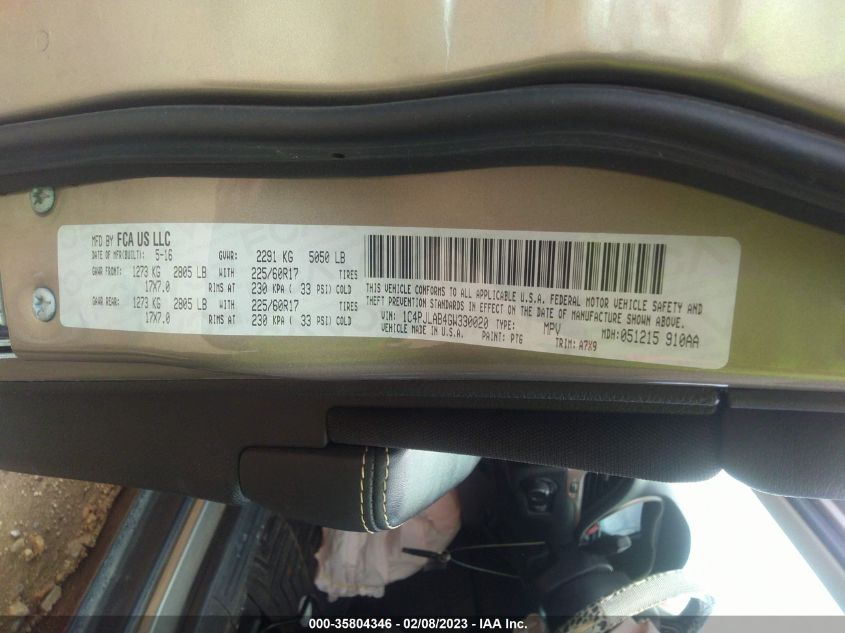 MFD BY FCA US LLC
DATE OF MFR(BUILT): 5-16 GVWR: 2291 KG 5050 LB
GAWR FRONT: 1273 KG 2805 LB WITH 225/60R17 TIRES
17X7.0 RIMS AT 230 KPA ( 33 PSI) COLD
GAWR REAR: 1273 KG 2805 LB WITH 225/60R17 TIRES
17X7.0 RIMS AT 230 KPA ( 33 PSI) COLD
THIS VEHICLE CONFORMS TO ALL APPLICABLE U.S.A. FEDERAL MOTOR VEHICLE SAFETY AND
THEFT PREVENTION STANDARDS IN EFFECT ON THE DATE OF MANUFACTURE SHOWN ABOVE.
VIN: 1C4PJLAB4GW330020 TYPE: MPV MDH:051215 910AA
VEHICLE MADE IN U.S.A. PAINT: PTG TRIM: A7X9
000-35804346 - 02/08/2023 - IAA Inc.